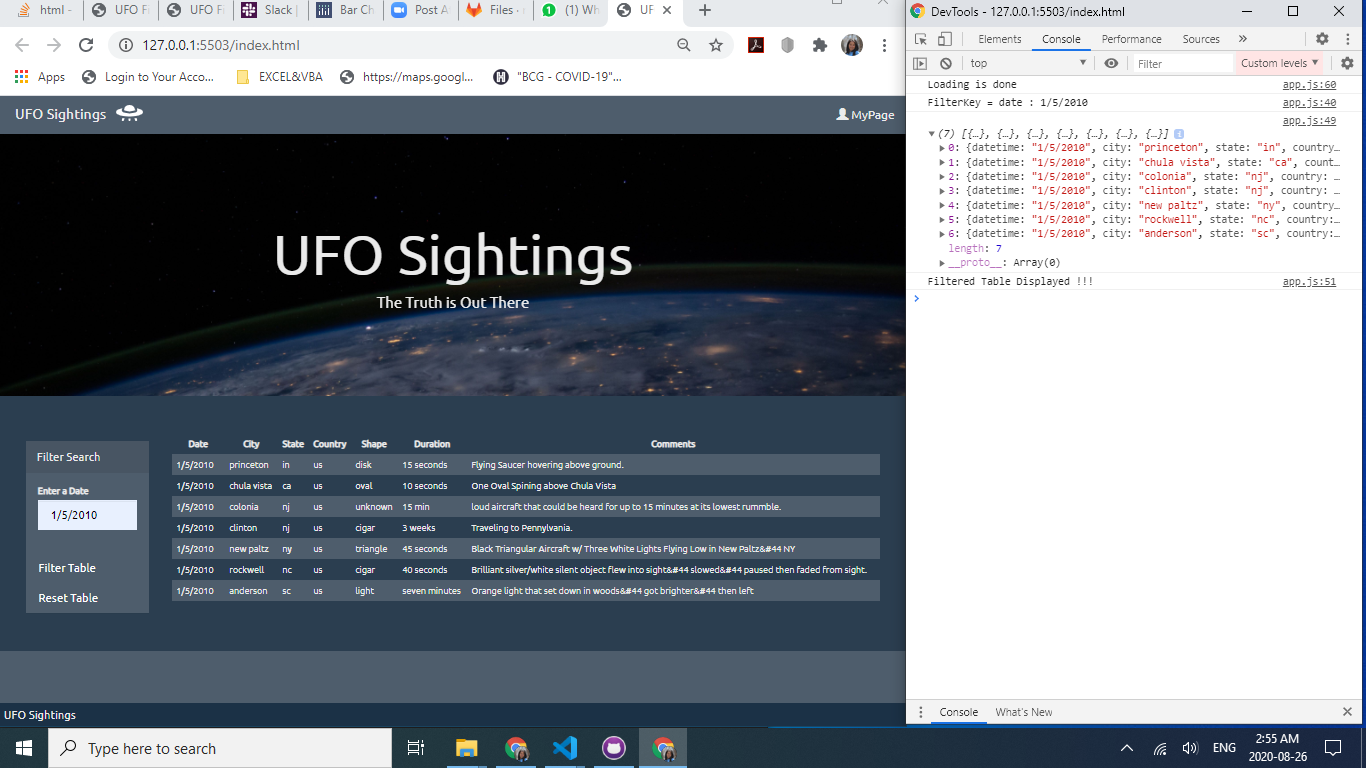 html -
UFO F
UFO F
Slack |
Bar Ch
Post A
Files ·
(1) Wh
UF
127.0.0.1:5503/index.html
Apps
Login to Your Acco...
EXCEL&VBA
https://maps.googl...
"BCG - COVID-19"...
UFO Sightings
MyPage
UFO Sightings
The Truth is Out There
Filter Search
Enter a Date
1/5/2010
Filter Table
Reset Table
Date City State Country Shape Duration Comments
1/5/2010 princeton in us disk 15 seconds Flying Saucer hovering above ground.
1/5/2010 chula vista ca us oval 10 seconds One Oval Spining above Chula Vista
1/5/2010 colonia nj us unknown 15 min loud aircraft that could be heard for up to 15 minutes at its lowest rummble.
1/5/2010 clinton nj us cigar 3 weeks Traveling to Pennylvania.
1/5/2010 new paltz ny us triangle 45 seconds Black Triangular Aircraft w/ Three White Lights Flying Low in New Paltz&#44 NY
1/5/2010 rockwell nc us cigar 40 seconds Brilliant silver/white silent object flew into sight&#44 slowed&#44 paused then faded from sight.
1/5/2010 anderson sc us light seven minutes Orange light that set down in woods&#44 got brighter&#44 then left
UFO Sightings
DevTools - 127.0.0.1:5503/index.html
Elements Console Performance Sources »
top Filter Custom levels
Loading is done app.js:60
FilterKey = date : 1/5/2010 app.js:40
app.js:49
(7) [{…}, {…}, {…}, {…}, {…}, {…}, {…}] i
0: {datetime: "1/5/2010", city: "princeton", state: "in", country…
1: {datetime: "1/5/2010", city: "chula vista", state: "ca", count…
2: {datetime: "1/5/2010", city: "colonia", state: "nj", country: …
3: {datetime: "1/5/2010", city: "clinton", state: "nj", country: …
4: {datetime: "1/5/2010", city: "new paltz", state: "ny", country…
5: {datetime: "1/5/2010", city: "rockwell", state: "nc", country:…
6: {datetime: "1/5/2010", city: "anderson", state: "sc", country:…
length: 7
__proto__: Array(0)
Filtered Table Displayed !!! app.js:51
Console What's New
Type here to search
ENG
2:55 AM
2020-08-26